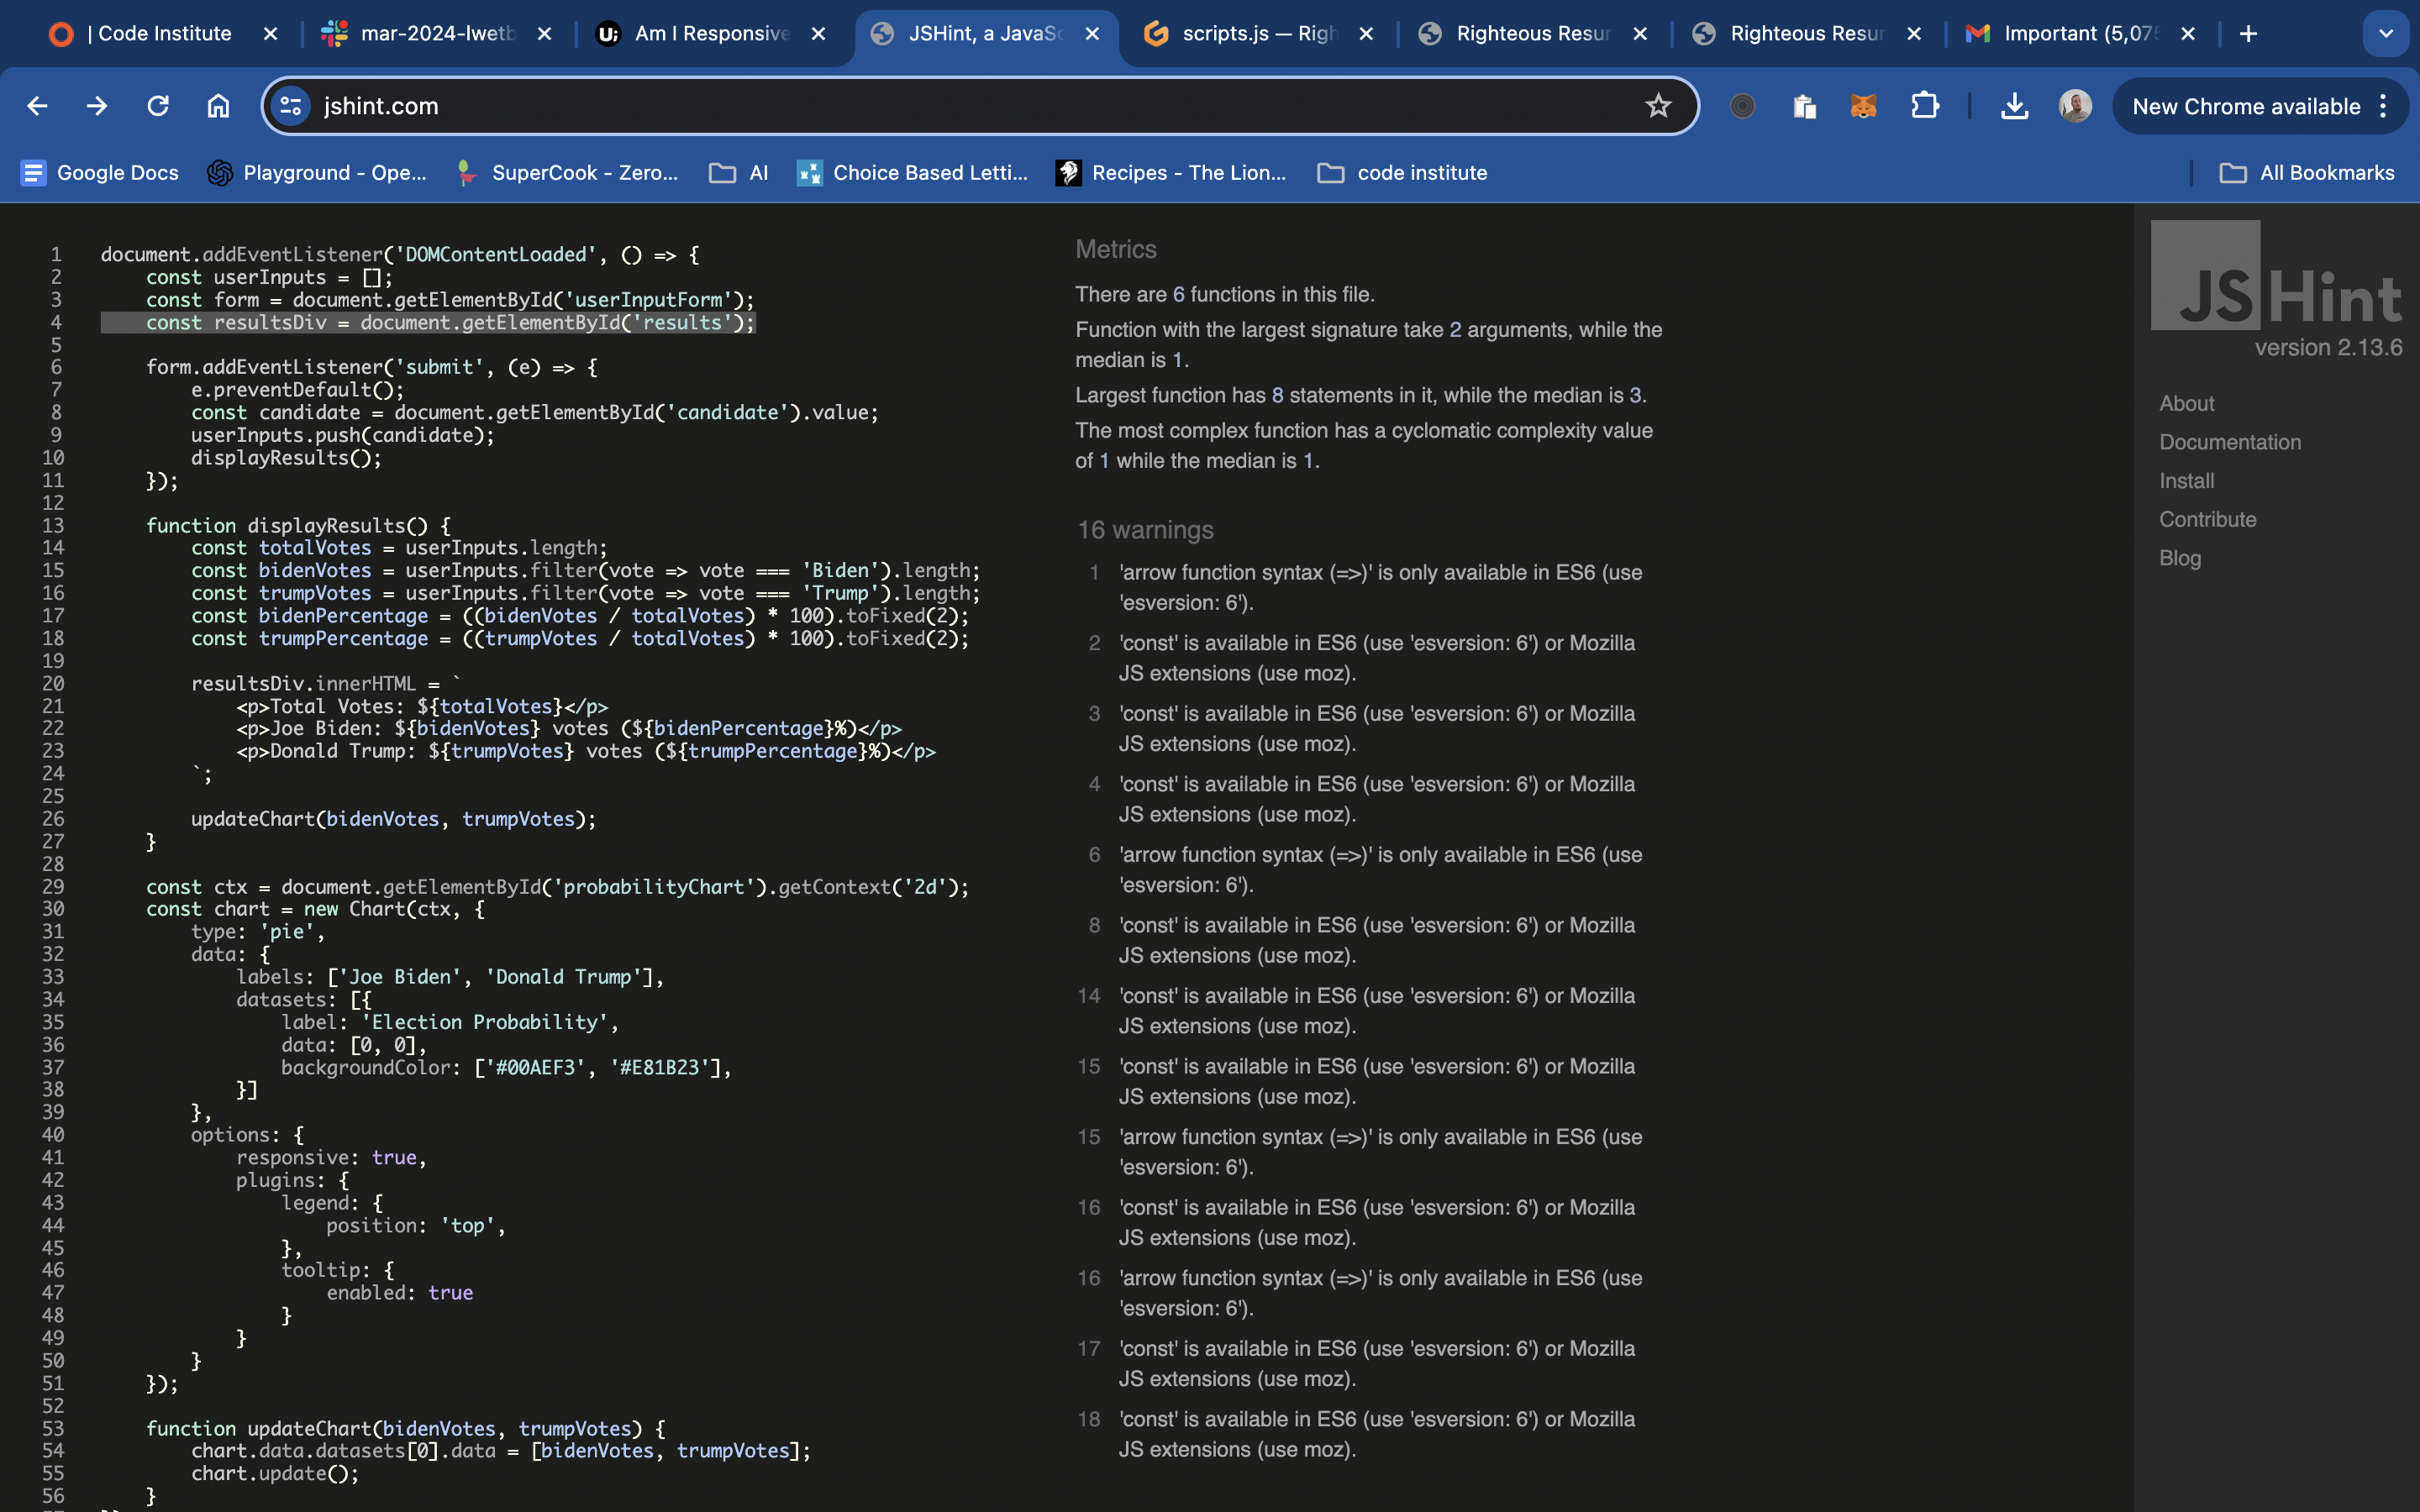 | Code Institute
mar-2024-lwetb
Am I Responsive
JSHint, a JavaSc
scripts.js — Righ
Righteous Resur
Righteous Resur
Important (5,075
jshint.com
New Chrome available
Google Docs
Playground - Ope...
SuperCook - Zero...
AI
Choice Based Letti...
Recipes - The Lion...
code institute
All Bookmarks
1 document.addEventListener('DOMContentLoaded', () => {
2     const userInputs = [];
3     const form = document.getElementById('userInputForm');
4     const resultsDiv = document.getElementById('results');
5
6     form.addEventListener('submit', (e) => {
7         e.preventDefault();
8         const candidate = document.getElementById('candidate').value;
9         userInputs.push(candidate);
10         displayResults();
11     });
12
13     function displayResults() {
14         const totalVotes = userInputs.length;
15         const bidenVotes = userInputs.filter(vote => vote === 'Biden').length;
16         const trumpVotes = userInputs.filter(vote => vote === 'Trump').length;
17         const bidenPercentage = ((bidenVotes / totalVotes) * 100).toFixed(2);
18         const trumpPercentage = ((trumpVotes / totalVotes) * 100).toFixed(2);
19
20         resultsDiv.innerHTML = `
21             <p>Total Votes: ${totalVotes}</p>
22             <p>Joe Biden: ${bidenVotes} votes (${bidenPercentage}%)</p>
23             <p>Donald Trump: ${trumpVotes} votes (${trumpPercentage}%)</p>
24         `;
25
26         updateChart(bidenVotes, trumpVotes);
27     }
28
29     const ctx = document.getElementById('probabilityChart').getContext('2d');
30     const chart = new Chart(ctx, {
31         type: 'pie',
32         data: {
33             labels: ['Joe Biden', 'Donald Trump'],
34             datasets: [{
35                 label: 'Election Probability',
36                 data: [0, 0],
37                 backgroundColor: ['#00AEF3', '#E81B23'],
38             }]
39         },
40         options: {
41             responsive: true,
42             plugins: {
43                 legend: {
44                     position: 'top',
45                 },
46                 tooltip: {
47                     enabled: true
48                 }
49             }
50         }
51     });
52
53     function updateChart(bidenVotes, trumpVotes) {
54         chart.data.datasets[0].data = [bidenVotes, trumpVotes];
55         chart.update();
56     }
Metrics
There are 6 functions in this file.
Function with the largest signature take 2 arguments, while the
median is 1.
Largest function has 8 statements in it, while the median is 3.
The most complex function has a cyclomatic complexity value
of 1 while the median is 1.
16 warnings
1 'arrow function syntax (=>)' is only available in ES6 (use
'esversion: 6').
2 'const' is available in ES6 (use 'esversion: 6') or Mozilla
JS extensions (use moz).
3 'const' is available in ES6 (use 'esversion: 6') or Mozilla
JS extensions (use moz).
4 'const' is available in ES6 (use 'esversion: 6') or Mozilla
JS extensions (use moz).
6 'arrow function syntax (=>)' is only available in ES6 (use
'esversion: 6').
8 'const' is available in ES6 (use 'esversion: 6') or Mozilla
JS extensions (use moz).
14 'const' is available in ES6 (use 'esversion: 6') or Mozilla
JS extensions (use moz).
15 'const' is available in ES6 (use 'esversion: 6') or Mozilla
JS extensions (use moz).
15 'arrow function syntax (=>)' is only available in ES6 (use
'esversion: 6').
16 'const' is available in ES6 (use 'esversion: 6') or Mozilla
JS extensions (use moz).
16 'arrow function syntax (=>)' is only available in ES6 (use
'esversion: 6').
17 'const' is available in ES6 (use 'esversion: 6') or Mozilla
JS extensions (use moz).
18 'const' is available in ES6 (use 'esversion: 6') or Mozilla
JS extensions (use moz).
JSHint
version 2.13.6
About
Documentation
Install
Contribute
Blog